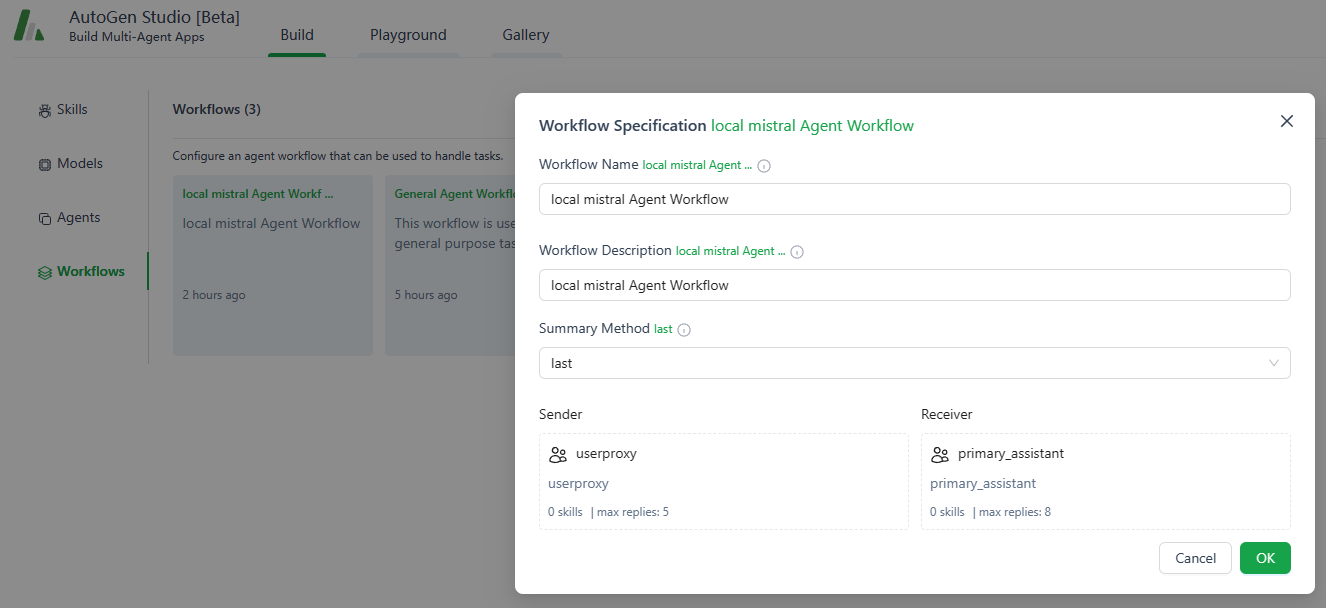 AutoGen Studio [Beta]
Build Multi-Agent Apps
Build
Playground
Gallery
Skills
Models
Agents
Workflows
Workflows (3)
Configure an agent workflow that can be used to handle tasks.
local mistral Agent Workf ...
local mistral Agent Workflow
2 hours ago
General Agent Workflo
This workflow is use
general purpose tas
5 hours ago
Workflow Specification local mistral Agent Workflow
Workflow Name local mistral Agent ...
local mistral Agent Workflow
Workflow Description local mistral Agent ...
local mistral Agent Workflow
Summary Method last
last
Sender
userproxy
userproxy
0 skills | max replies: 5
Receiver
primary_assistant
primary_assistant
0 skills | max replies: 8
Cancel
OK